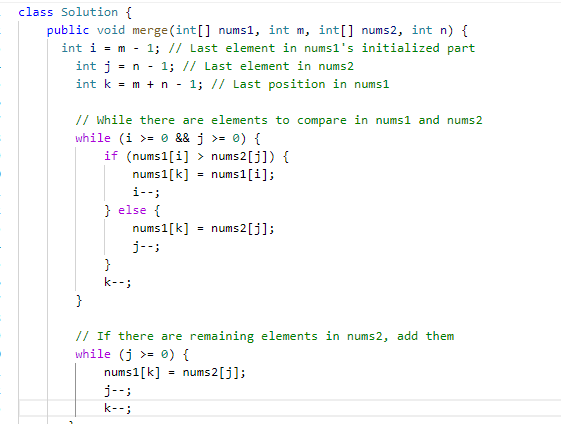 class Solution {
public void merge(int[] nums1, int m, int[] nums2, int n) {
int i = m - 1; // Last element in nums1's initialized part
int j = n - 1; // Last element in nums2
int k = m + n - 1; // Last position in nums1
// While there are elements to compare in nums1 and nums2
while (i >= 0 && j >= 0) {
if (nums1[i] > nums2[j]) {
nums1[k] = nums1[i];
i--;
} else {
nums1[k] = nums2[j];
j--;
}
k--;
}
// If there are remaining elements in nums2, add them
while (j >= 0) {
nums1[k] = nums2[j];
j--;
k--;